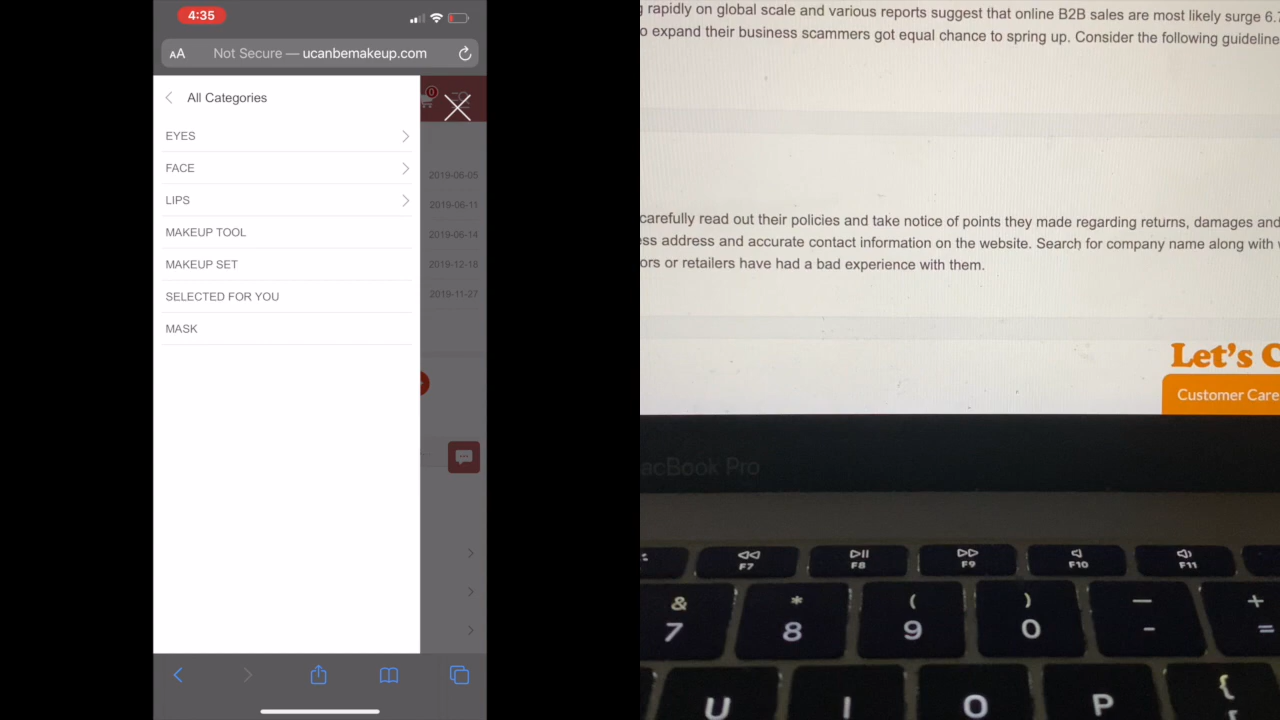 4:35
AA Not Secure — ucanbemakeup.com
All Categories
0
EYES
FACE
LIPS
MAKEUP TOOL
MAKEUP SET
SELECTED FOR YOU
MASK
2019-06-05
2019-06-11
2019-06-14
2019-12-18
2019-11-27
rapidly on global scale and various reports suggest that online B2B sales are most likely surge 6.
o expand their business scammers got equal chance to spring up. Consider the following guideline
carefully read out their policies and take notice of points they made regarding returns, damages and
ss address and accurate contact information on the website. Search for company name along with
ors or retailers have had a bad experience with them.
Let's
Customer Care
acBook Pro
F7 F8 F9 F10 F11
& * ( ) — +
7 8 9 0 - =
U I O P {